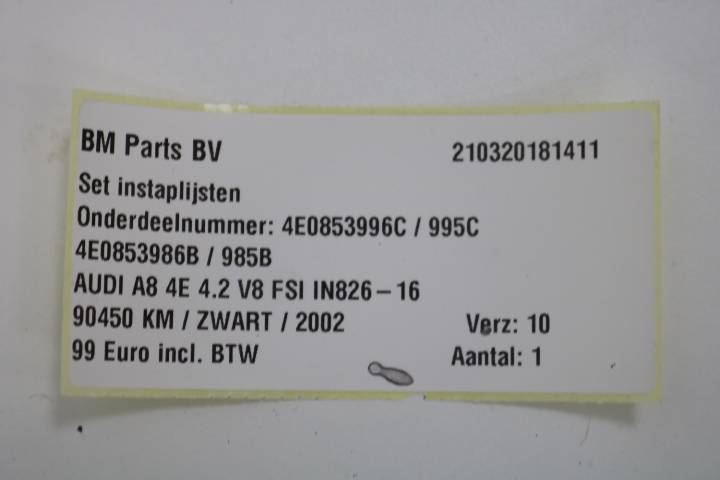 BM Parts BV 210320181411
Set instaplijsten
Onderdeelnummer: 4E0853996C / 995C
4E0853986B / 985B
AUDI A8 4E 4.2 V8 FSI IN826-16
90450 KM / ZWART / 2002 Verz: 10
99 Euro incl. BTW Aantal: 1